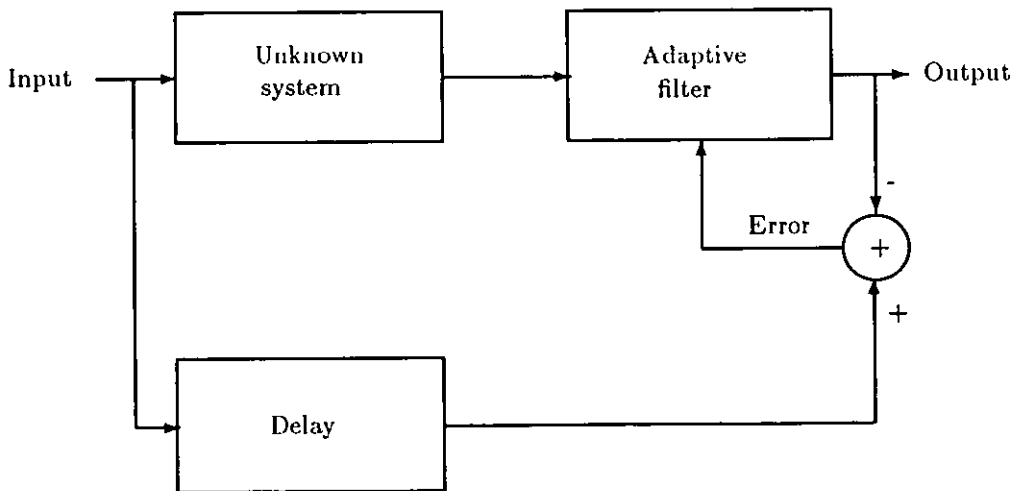 Input
Unknown
system
Adaptive
filter
Output
-
Error
+
+
Delay